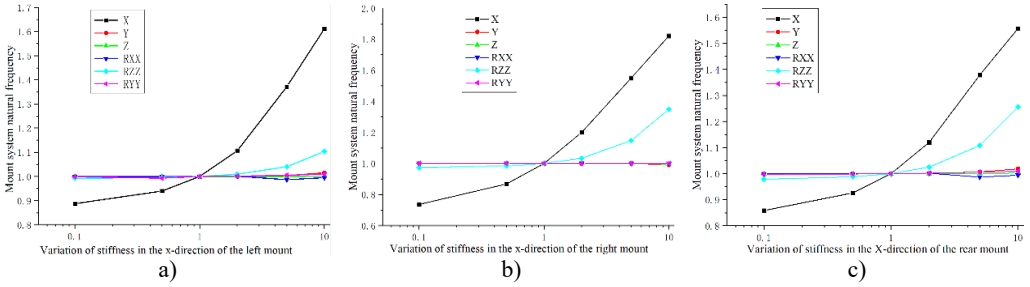 1.7
1.6
1.5
1.4
1.3
1.2
1.1
1.0
0.9
0.8
Mount system natural frequency
X
Y
Z
RXX
RZZ
RYY
0.1
1
10
Variation of stiffness in the x-direction of the left mount
a)
2.0
1.8
1.6
1.4
1.2
1.0
0.8
0.6
Mount system natural frequency
X
Y
Z
RXX
RZZ
RYY
0.1
1
10
Variation of stiffness in the x-direction of the right mount
b)
1.6
1.5
1.4
1.3
1.2
1.1
1.0
0.9
0.8
Mount system natural frequency
X
Y
Z
RXX
RZZ
RYY
0.1
1
10
Variation of stiffness in the X-direction of the rear mount
c)